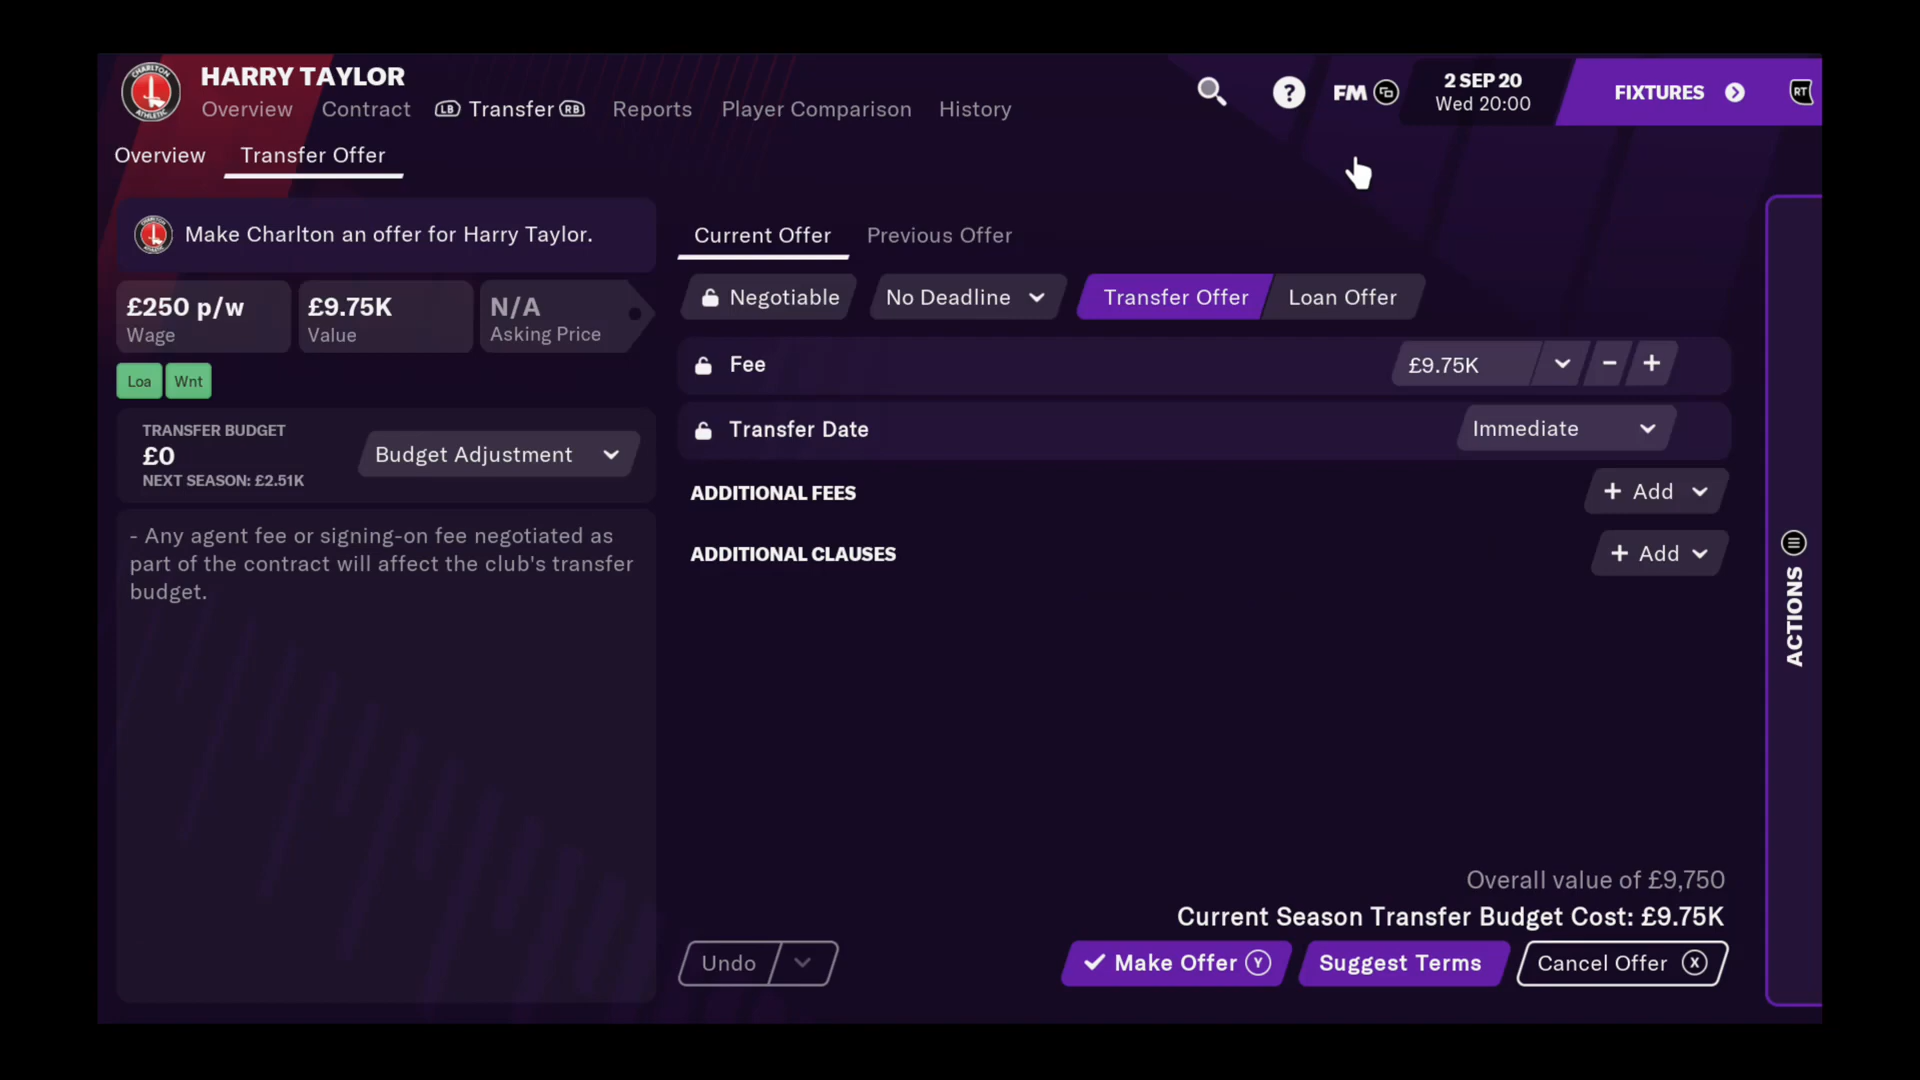 HARRY TAYLOR
Overview Contract LB Transfer RB Reports Player Comparison History
FM
2 SEP 20
Wed 20:00
FIXTURES
RT
Overview Transfer Offer
Make Charlton an offer for Harry Taylor.
£250 p/w
Wage
£9.75K
Value
N/A
Asking Price
Loa Wnt
TRANSFER BUDGET
£0
NEXT SEASON: £2.51K
Budget Adjustment
- Any agent fee or signing-on fee negotiated as
part of the contract will affect the club's transfer
budget.
Current Offer Previous Offer
Negotiable No Deadline Transfer Offer Loan Offer
Fee £9.75K
Transfer Date Immediate
ADDITIONAL FEES + Add
ADDITIONAL CLAUSES + Add
Overall value of £9,750
Current Season Transfer Budget Cost: £9.75K
Undo Make Offer Y Suggest Terms Cancel Offer X
ACTIONS